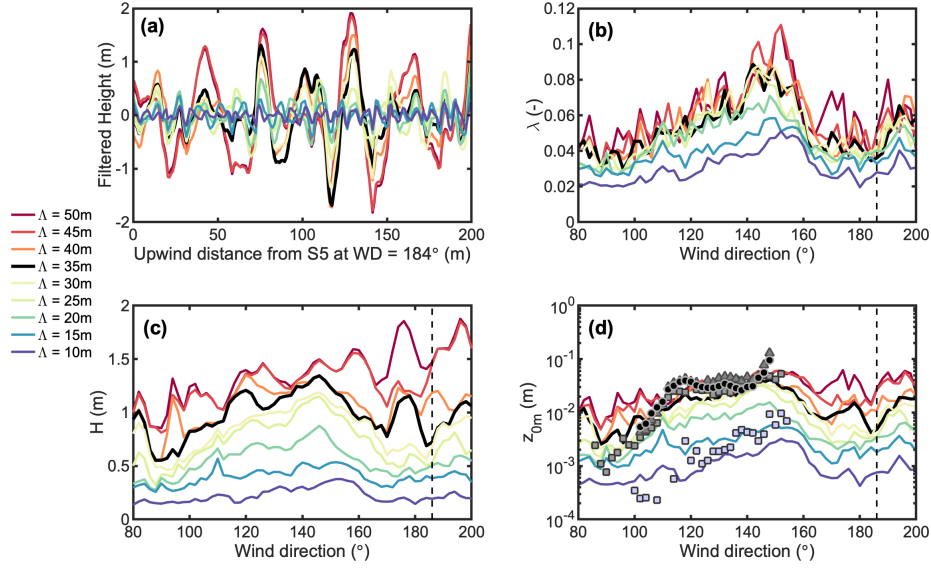 (a)
Filtered Height (m)
2
1
0
-1
-2
0
50
100
150
200
Upwind distance from S5 at WD = 184° (m)
(b)
λ (-)
0.12
0.1
0.08
0.06
0.04
0.02
0
80
100
120
140
160
180
200
Wind direction (°)
Λ = 50m
Λ = 45m
Λ = 40m
Λ = 35m
Λ = 30m
Λ = 25m
Λ = 20m
Λ = 15m
Λ = 10m
(c)
H (m)
2
1.5
1
0.5
0
80
100
120
140
160
180
200
Wind direction (°)
(d)
z0m (m)
10^0
10^-1
10^-2
10^-3
10^-4
80
100
120
140
160
180
200
Wind direction (°)